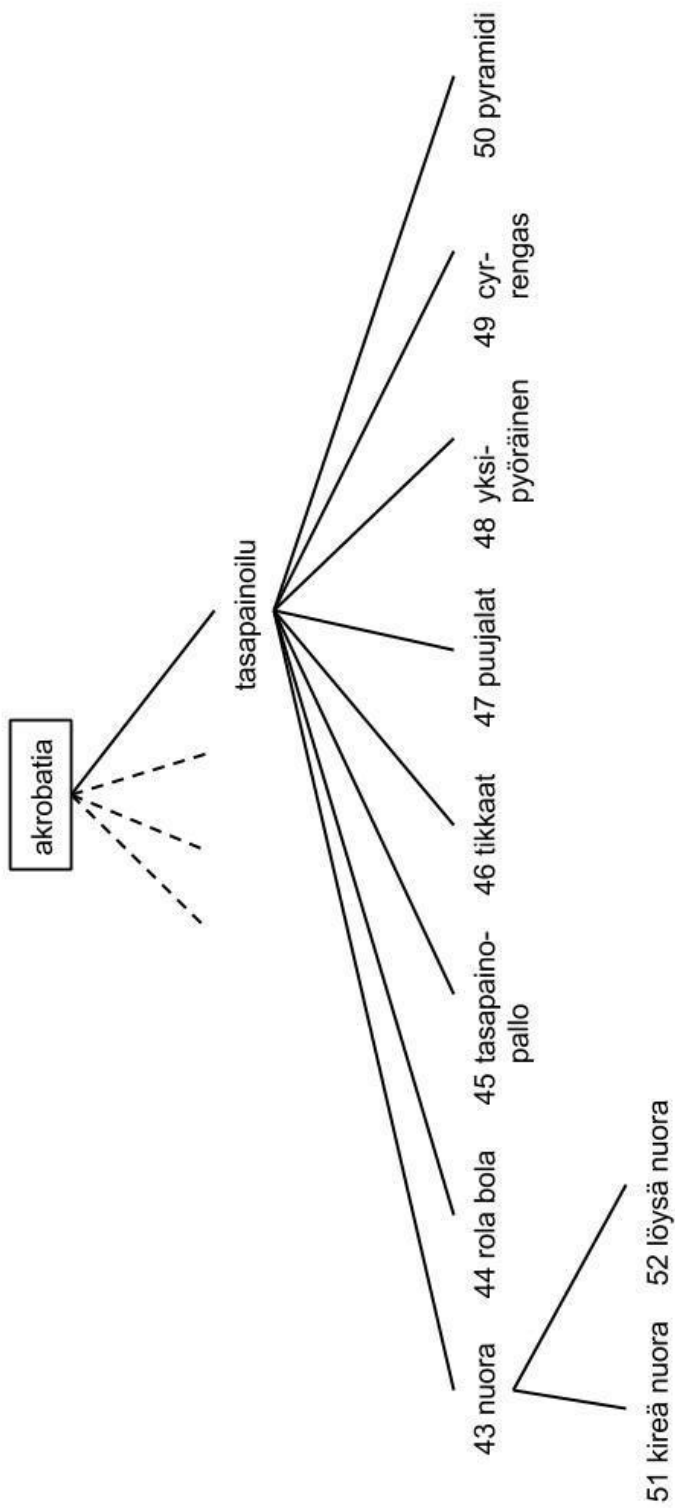 akrobatia
tasapainoilu
43 nuora
44 rola bola
45 tasapaino-
pallo
46 tikkaat
47 puujalat
48 yksi-
pyöräinen
49 cyr-
rengas
50 pyramidi
51 kireä nuora
52 löysä nuora